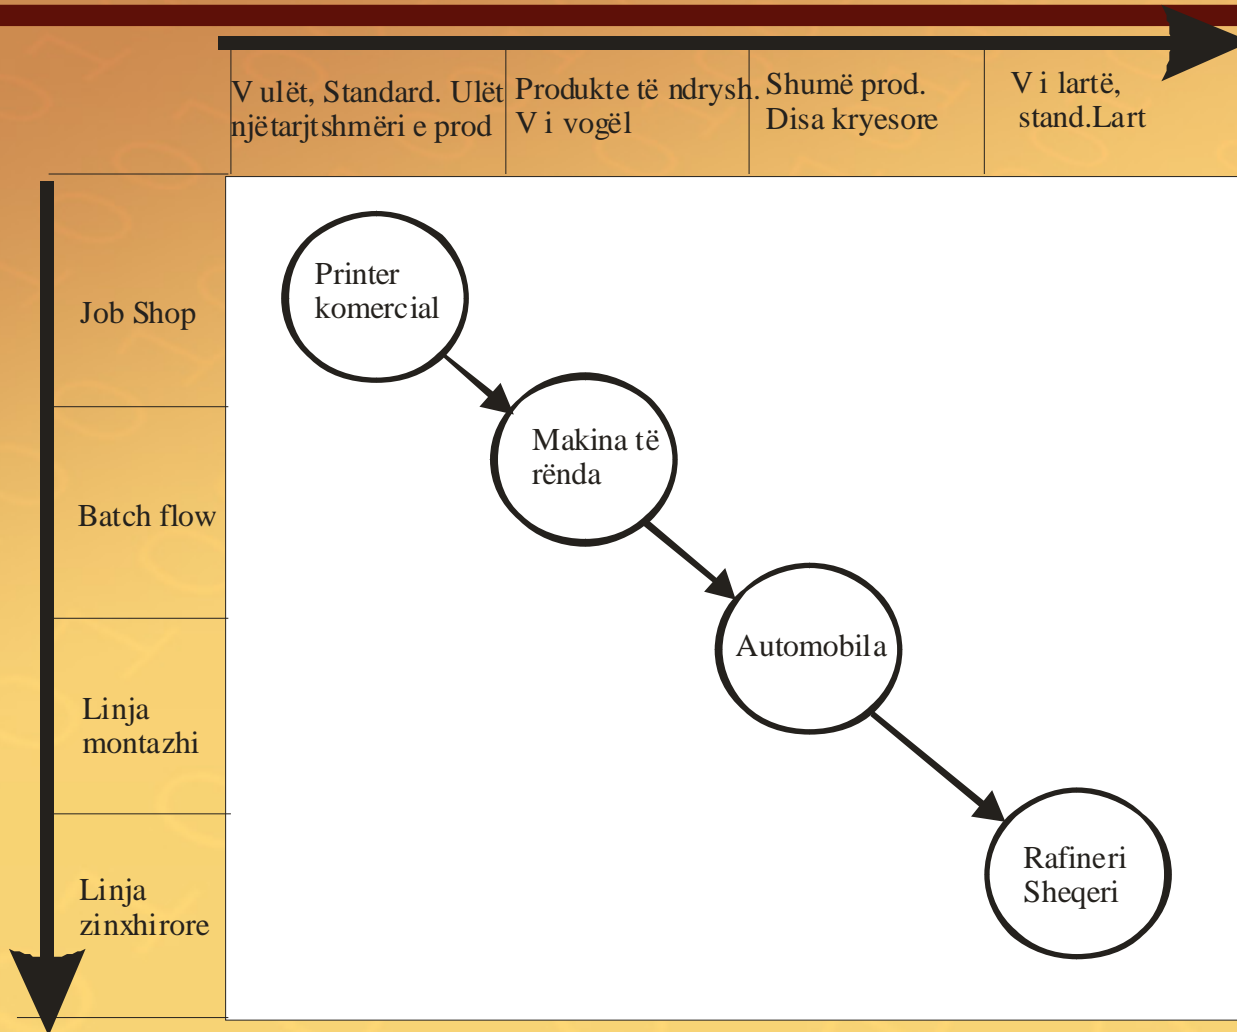 V ulët, Standard. Ulët
njëtarjtshmëri e prod
Produkte të ndrysh.
V i vogël
Shumë prod.
Disa kryesore
V i lartë,
stand.Lart
Job Shop
Printer
komercial
Batch flow
Makina të
rënda
Linja
montazhi
Automobila
Linja
zinxhirore
Rafineri
Sheqeri